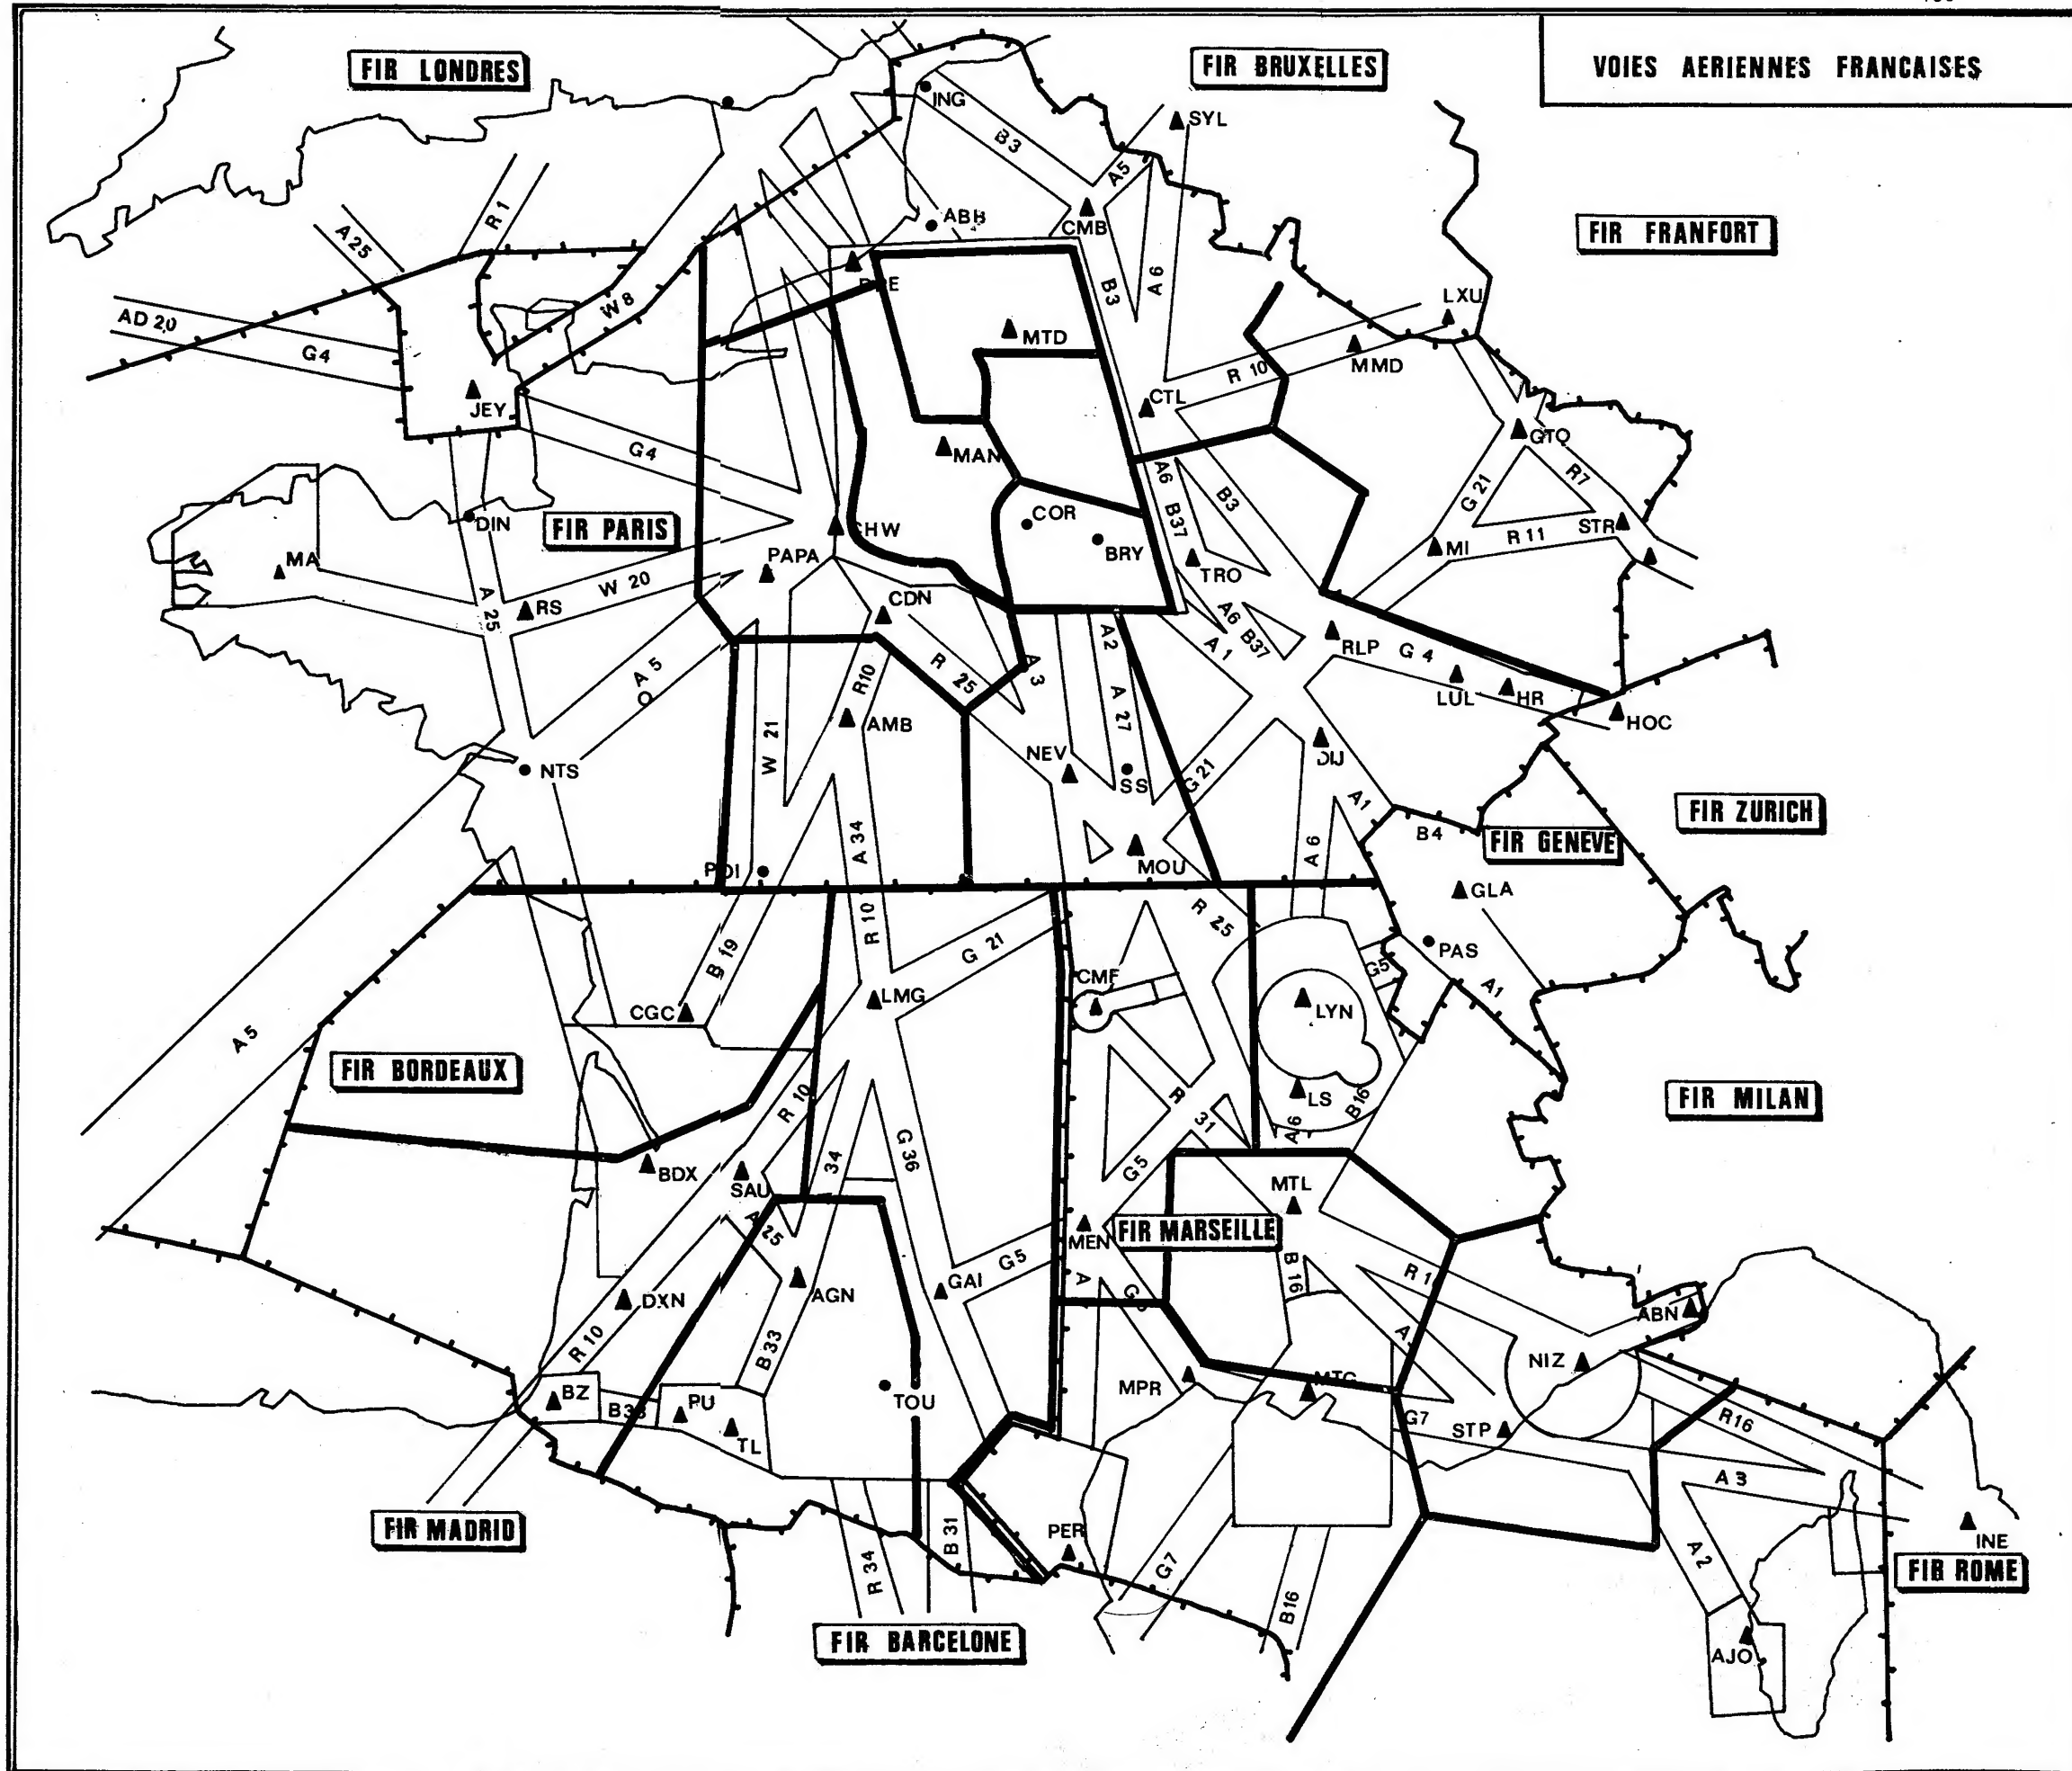 VOIES AERIENNES FRANCAISES
FIR LONDRES
FIR BRUXELLES
ING
SYL
B3
A5
R1
A25
ABB
CMB
FIR FRANFORT
A6
B3
W8
LXU
AD 20
G4
MTD
MMD
R 10
JEY
CTL
GTQ
G4
MAN
A6
B3
R7
G 21
DIN
FIR PARIS
CHW
COR
B37
STR
R 11
MI
BRY
PAPA
MA
TRO
W 20
RS
CDN
A 25
A6
B37
A2
A1
RLP
G 4
A 5
R 25
A 3
R10
LUL
HR
HOC
AMB
A 27
W 21
NEV
DIJ
NTS
SS
G 21
A1
FIR ZURICH
B4
FIR GENEVE
A 34
A 6
MOU
GLA
R 10
R 25
G 21
PAS
B 19
G5
CMF
A1
LMG
CGC
LYN
A5
FIR BORDEAUX
R 10
R 31
LS
B16
FIR MILAN
A6
G36
34
BDX
G5
SAU
MTL
A 25
FIR MARSEILLE
MEN
G5
B 16
GAI
A
AGN
DXN
ABN
R 10
B33
NIZ
MPR
BZ
PU
TOU
G7
STP
R16
TL
A 3
FIR MADRID
PER
INE
B 31
A 2
R 34
G7
FIR ROME
B16
FIR BARCELONE
AJO